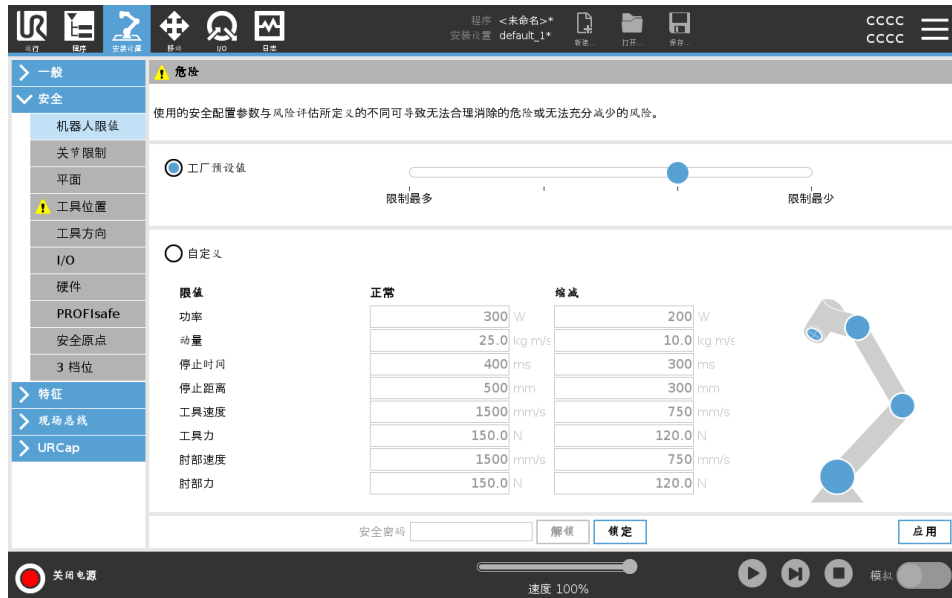 程序 <未命名>*
安装设置 default_1*
CCCC
CCCC
运行
程序
安装设置
移动
I/O
日志
新建...
打开...
保存...
一般
安全
机器人限值
关节限制
平面
工具位置
工具方向
I/O
硬件
PROFIsafe
安全原点
3 档位
特征
现场总线
URCap
危险
使用的安全配置参数与风险评估所定义的不同可导致无法合理消除的危险或无法充分减少的风险。
工厂预设值
限制最多 限制最少
自定义
限值 正常 缩减
功率 300 W 200 W
动量 25.0 kg m/s 10.0 kg m/s
停止时间 400 ms 300 ms
停止距离 500 mm 300 mm
工具速度 1500 mm/s 750 mm/s
工具力 150.0 N 120.0 N
肘部速度 1500 mm/s 750 mm/s
肘部力 150.0 N 120.0 N
安全密码 解锁 锁定 应用
关闭电源
速度 100%
模拟